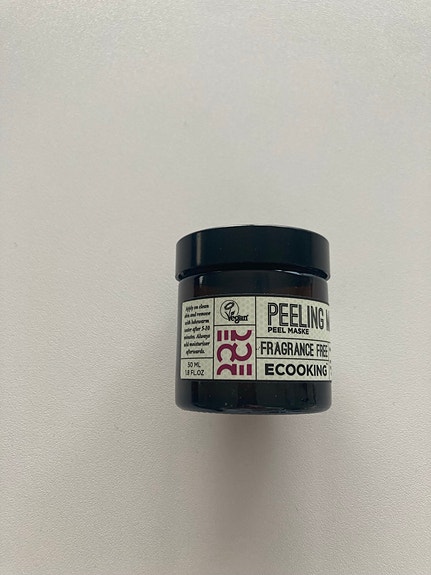 Apply on clean
skin and remove
with lukewarm
water after 5-20
minutes. Always
add moisturizer
afterwards.
50 ML
1.8 FL.OZ
Vegan
PEELING
PEEL MASKE
FRAGRANCE FREE
ECOOKING